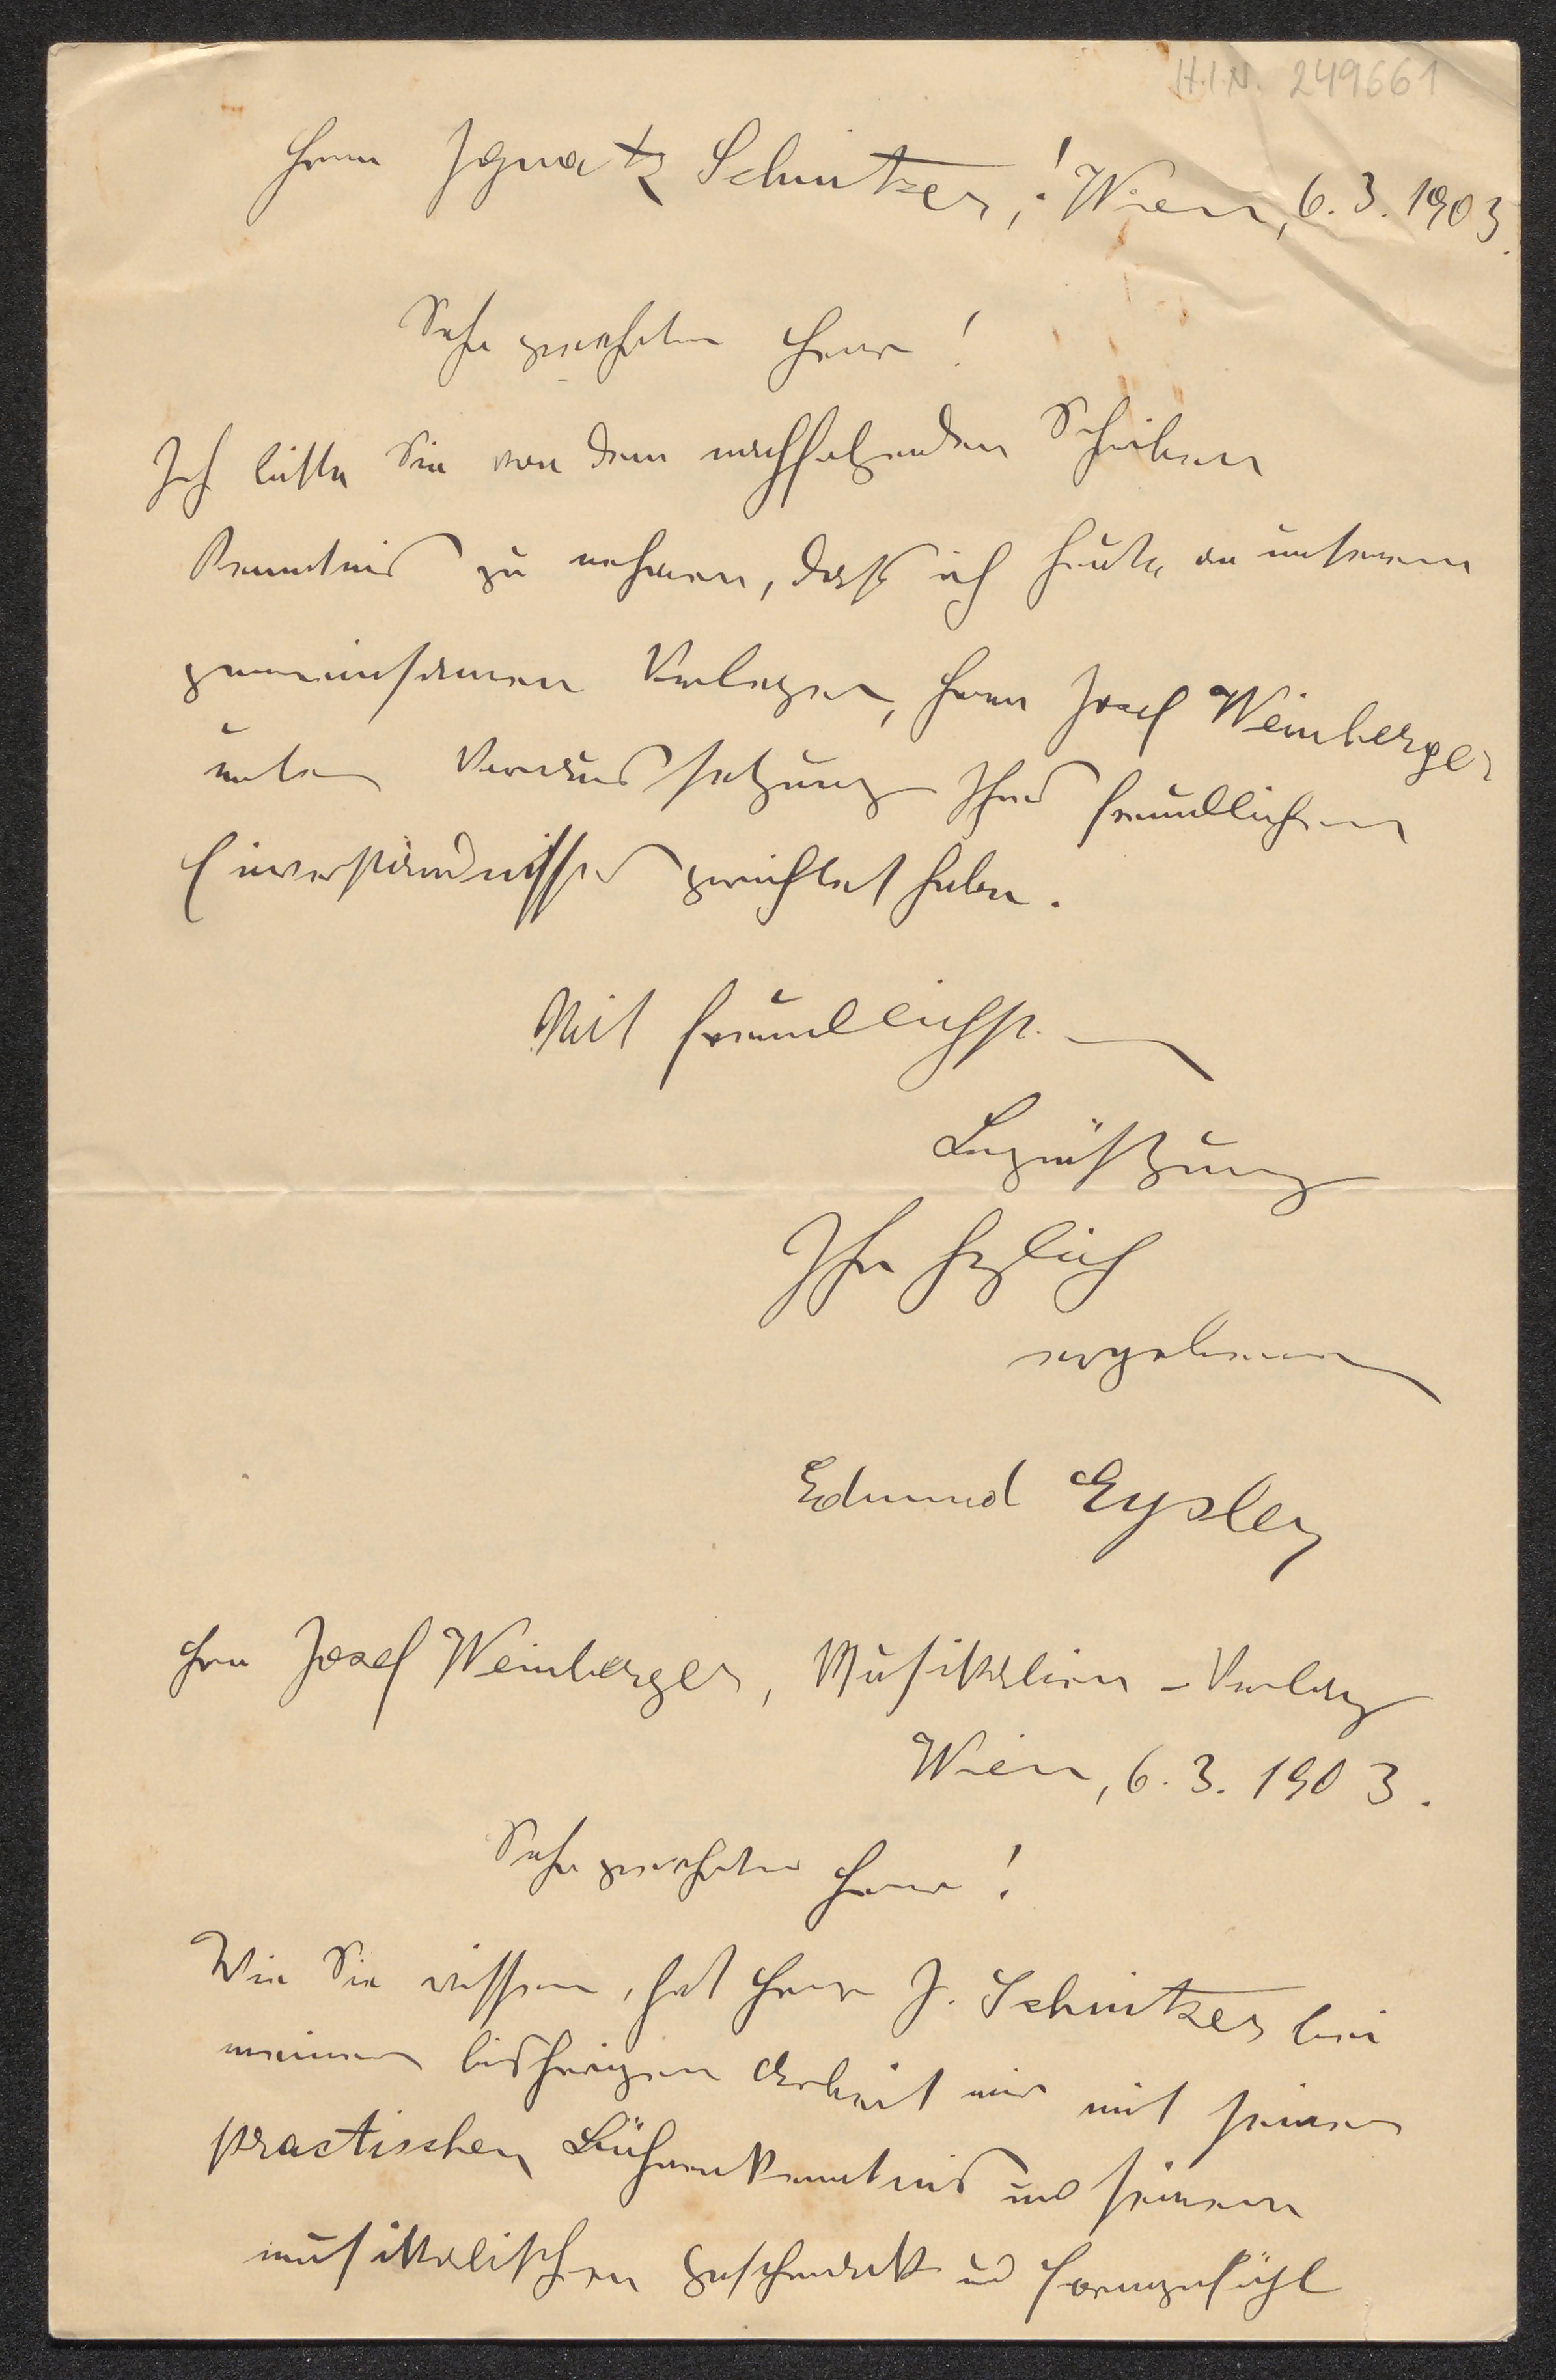 H.I.N. 249661
Herrn Ignatz Schnitzer,! Wien, 6.3.1903.
Sehr geehrter Herr!
Ich bitte Sie von dem nachfolgenden Schreiben
Kenntnis zu nehmen, dass ich heute an unseren
gemeinsamen Verleger, Herrn Josef Weinberger
unter Voraussetzung Ihres freundlichen
Einverständnisses gerichtet habe.
Mit freundlichst.
Begrüßung
Ihr herzlich
ergebener
Edmund Eysler
Herrn Josef Weinberger, Musikalien-Verlag
Wien, 6.3.1903.
Sehr geehrter Herr!
Wie Sie wissen, hat Herr J. Schnitzer bei
meiner bisherigen Arbeit mir mit seiner
practischen Bühnenkenntnis und seinem
musikalischen Geschmack und Formgefühl